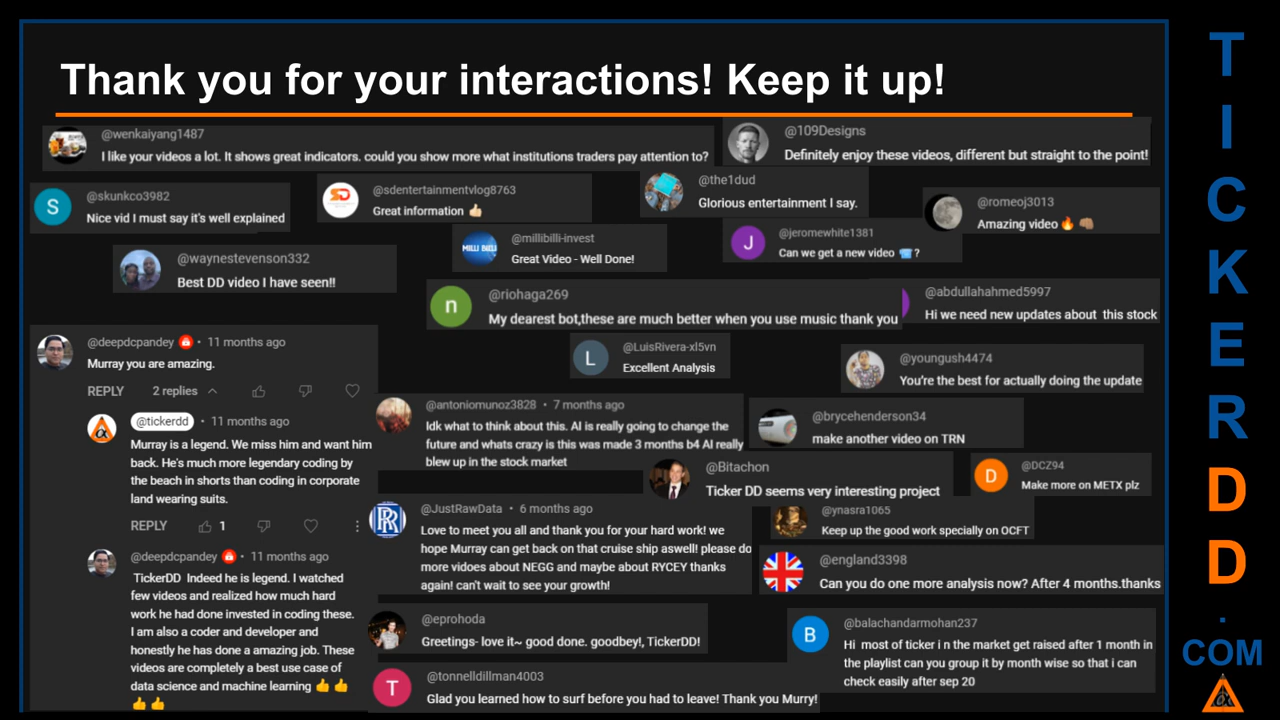 Thank you for your interactions! Keep it up!
@wenkaiyang1487
I like your videos a lot. It shows great indicators. could you show more what institutions traders pay attention to?
@109Designs
Definitely enjoy these videos, different but straight to the point!
S
@skunkco3982
Nice vid I must say it's well explained
@sdentertainmentvlog8763
Great information 👍🏻
@the1dud
Glorious entertainment I say.
@romeoj3013
Amazing video 🔥 👊🏽
MILLI BILLI
@millibilli-invest
Great Video - Well Done!
J
@jeromewhite1381
Can we get a new video ?
@waynestevenson332
Best DD video I have seen!!
n
@riohaga269
My dearest bot,these are much better when you use music thank you
@abdullahahmed5997
Hi we need new updates about this stock
@deepdcpandey • 11 months ago
Murray you are amazing.
REPLY 2 replies
@tickerdd • 11 months ago
Murray is a legend. We miss him and want him
back. He's much more legendary coding by
the beach in shorts than coding in corporate
land wearing suits.
REPLY 1
@deepdcpandey • 11 months ago
TickerDD Indeed he is legend. I watched
few videos and realized how much hard
work he had done invested in coding these.
I am also a coder and developer and
honestly he has done a amazing job. These
videos are completely a best use case of
data science and machine learning 👍 👍
👍 👍
L
@LuisRivera-xl5vn
Excellent Analysis
@youngush4474
You're the best for actually doing the update
@antoniomunoz3828 • 7 months ago
Idk what to think about this. AI is really going to change the
future and whats crazy is this was made 3 months b4 AI really
blew up in the stock market
@brycehenderson34
make another video on TRN
@Bitachon
Ticker DD seems very interesting project
D
@DCZ94
Make more on METX plz
@JustRawData • 6 months ago
Love to meet you all and thank you for your hard work! we
hope Murray can get back on that cruise ship aswell! please do
more vidoes about NEGG and maybe about RYCEY thanks
again! can't wait to see your growth!
@ynasra1065
Keep up the good work specially on OCFT
@england3398
Can you do one more analysis now? After 4 months.thanks
@eprohoda
Greetings- love it~ good done. goodbey!, TickerDD!
B
@balachandarmohan237
Hi most of ticker i n the market get raised after 1 month in
the playlist can you group it by month wise so that i can
check easily after sep 20
T
@tonnelldillman4003
Glad you learned how to surf before you had to leave! Thank you Murry!
TICKERDD.COM